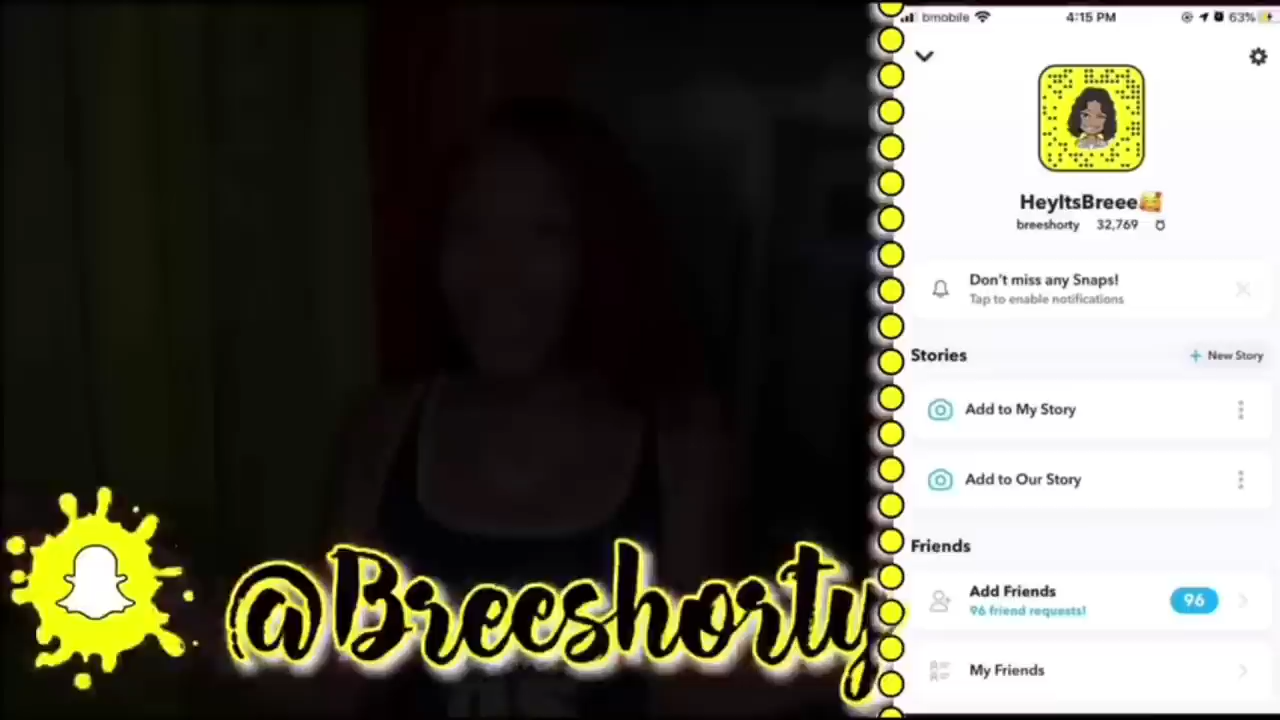 @Breeshorty
bmobile 4:15 PM 63%
HeyItsBreee🥰
breeshorty 32,769
Don't miss any Snaps!
Tap to enable notifications
Stories + New Story
Add to My Story
Add to Our Story
Friends
Add Friends 96
96 friend requests!
My Friends